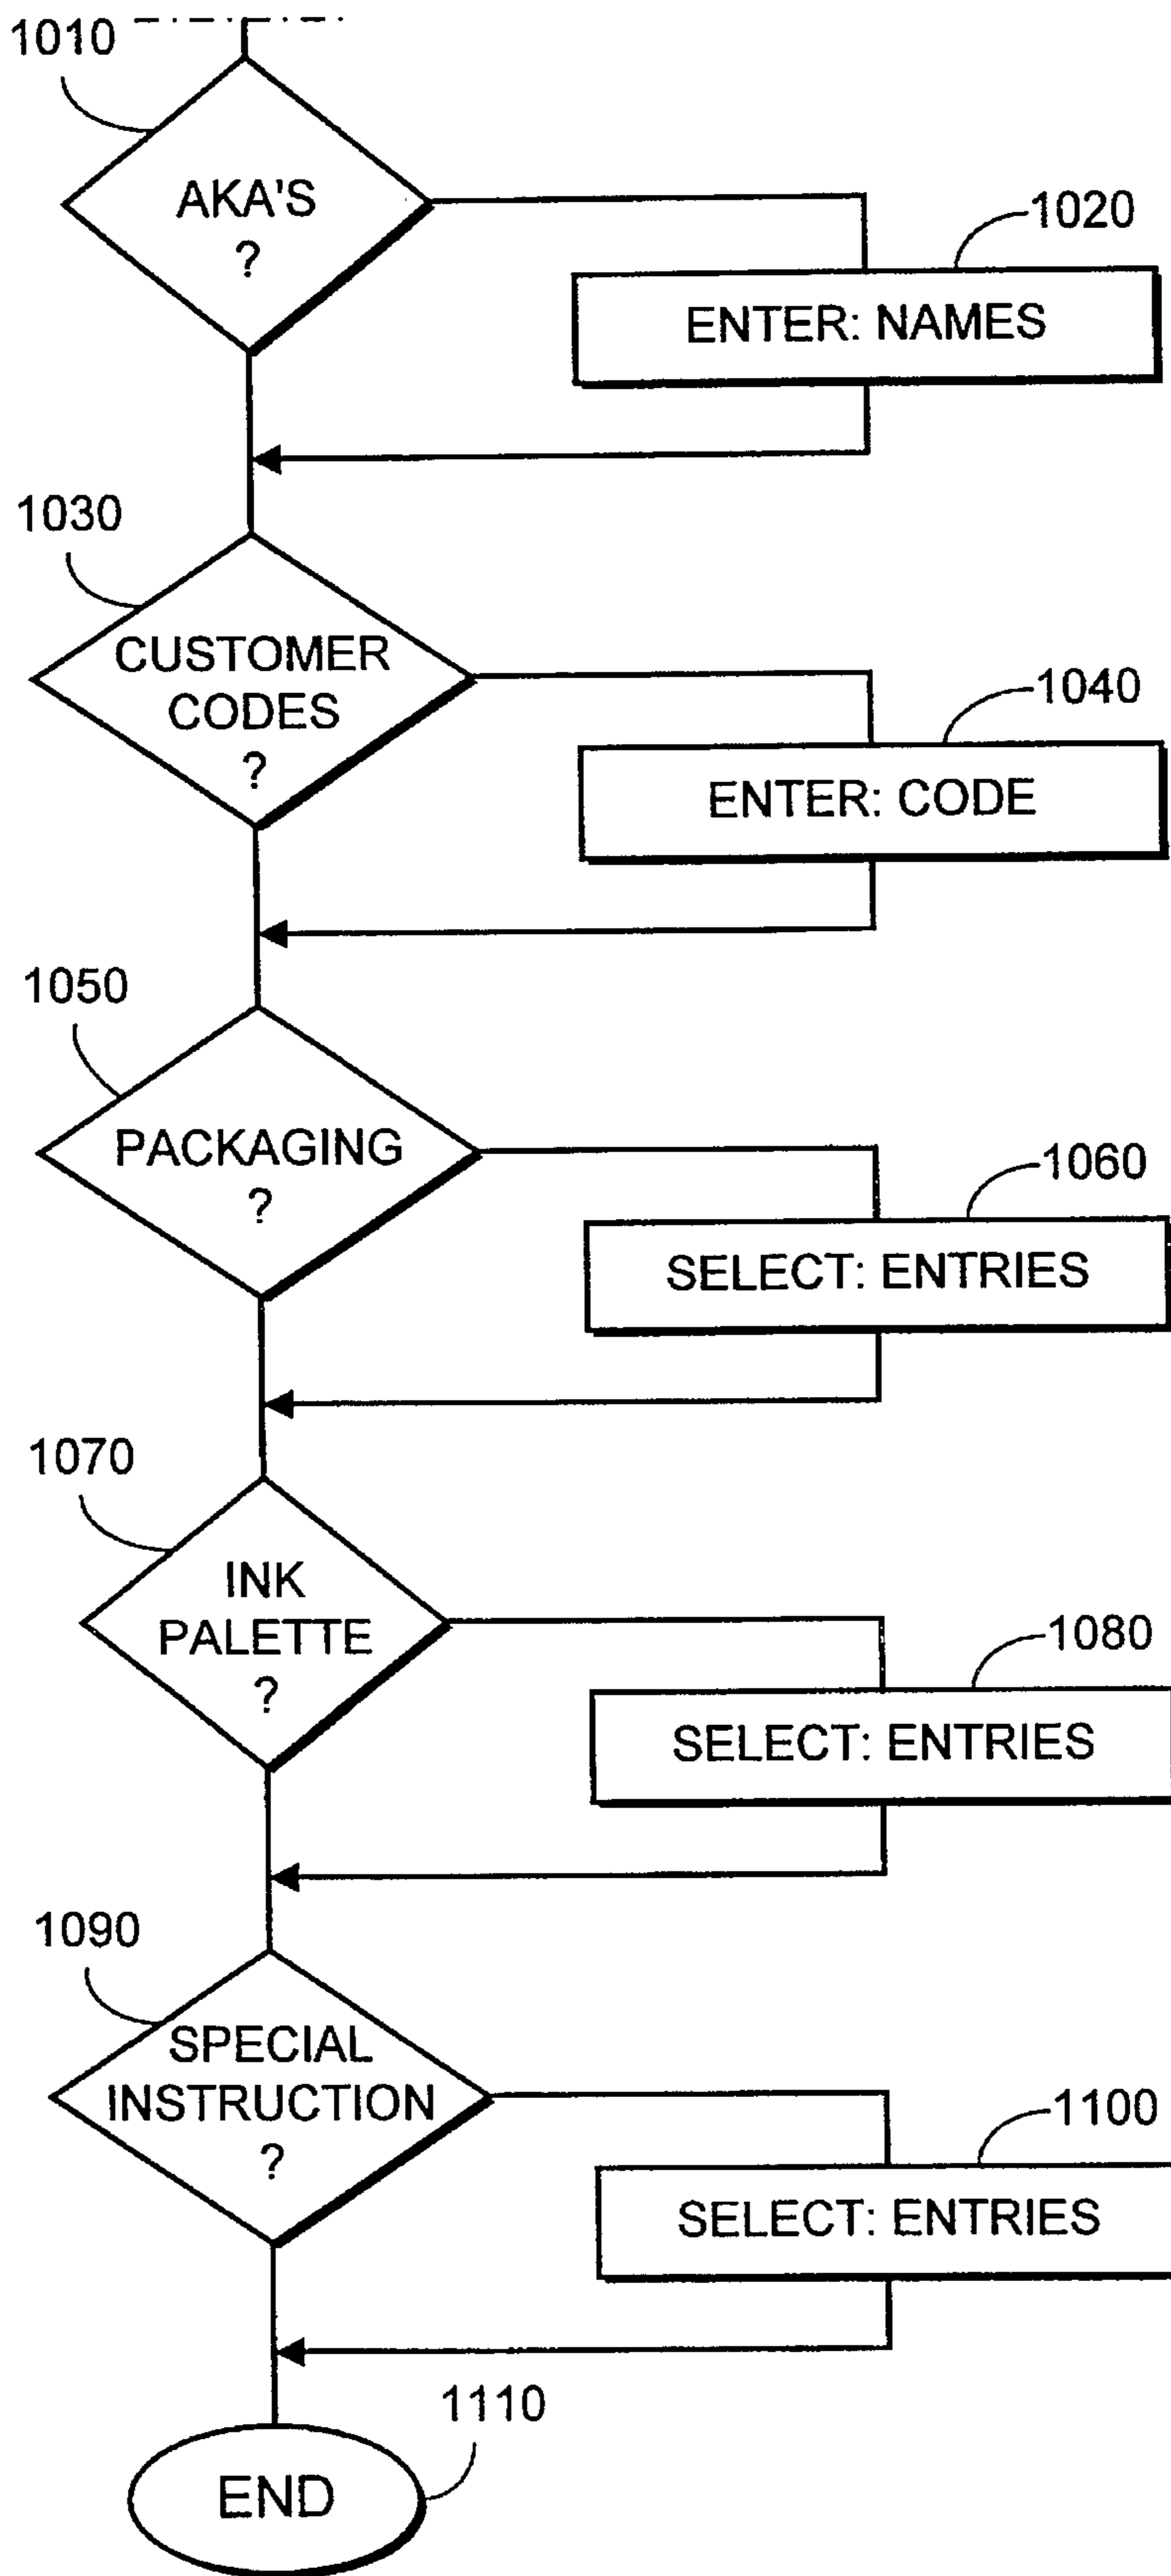 1010
AKA'S
?
1020
ENTER: NAMES
1030
CUSTOMER
CODES
?
1040
ENTER: CODE
1050
PACKAGING
?
1060
SELECT: ENTRIES
1070
INK
PALETTE
?
1080
SELECT: ENTRIES
1090
SPECIAL
INSTRUCTION
?
1100
SELECT: ENTRIES
1110
END